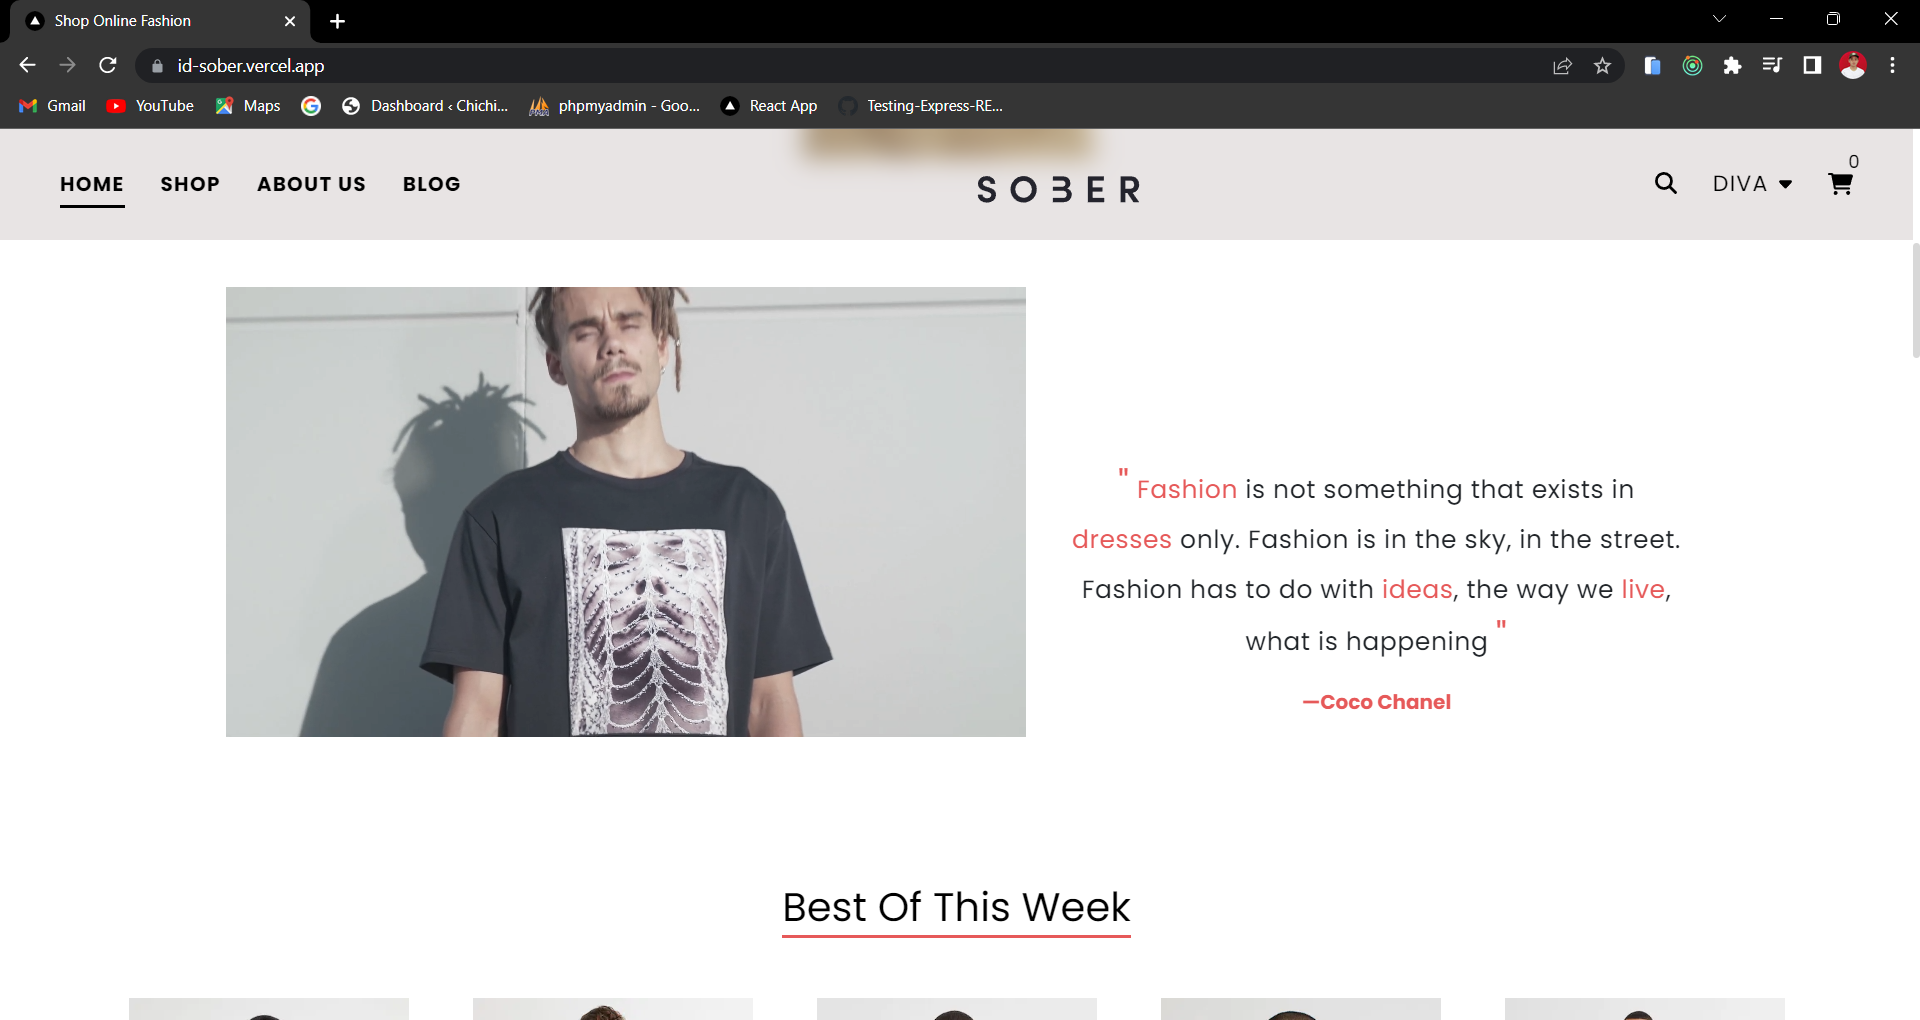 Shop Online Fashion
id-sober.vercel.app
Gmail YouTube Maps Dashboard ‹ Chichi... phpmyadmin - Goo... React App Testing-Express-RE...
HOME SHOP ABOUT US BLOG SOBER DIVA 0
" Fashion is not something that exists in
dresses only. Fashion is in the sky, in the street.
Fashion has to do with ideas, the way we live,
what is happening "
—Coco Chanel
Best Of This Week